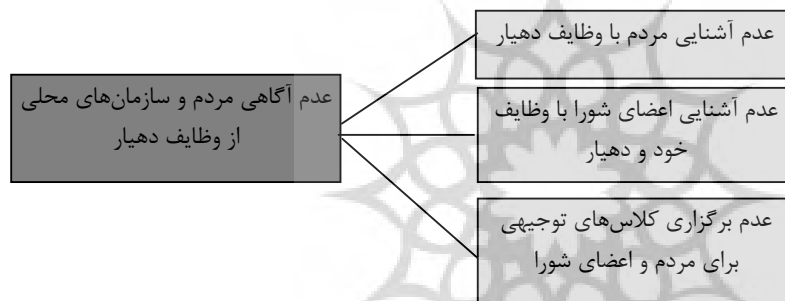 عدم آشنایی مردم با وظایف دهیار
عدم آشنایی اعضای شورا با وظایف
خود و دهیار
عدم برگزاری کلاس‌های توجیهی
برای مردم و اعضای شورا
عدم آگاهی مردم و سازمان‌های محلی
از وظایف دهیار